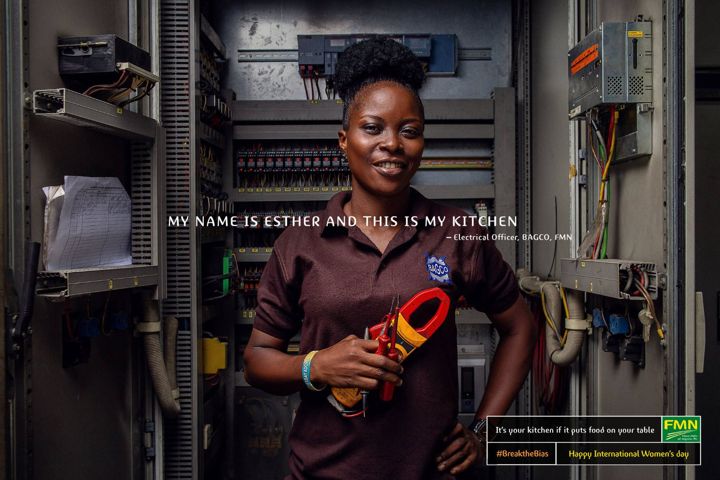 MY NAME IS ESTHER AND THIS IS MY KITCHEN
– Electrical Officer, BAGCO, FMN
BAGCO
It's your kitchen if it puts food on your table
FMN
#BreaktheBias
Happy International Women's day